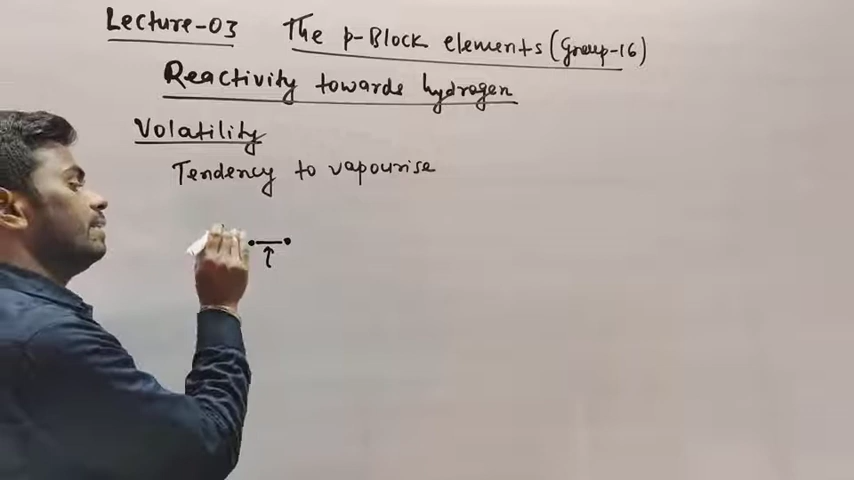 Lecture-03 The p-Block elements (Group-16)
Reactivity towards hydrogen
Volatility
Tendency to vapourise